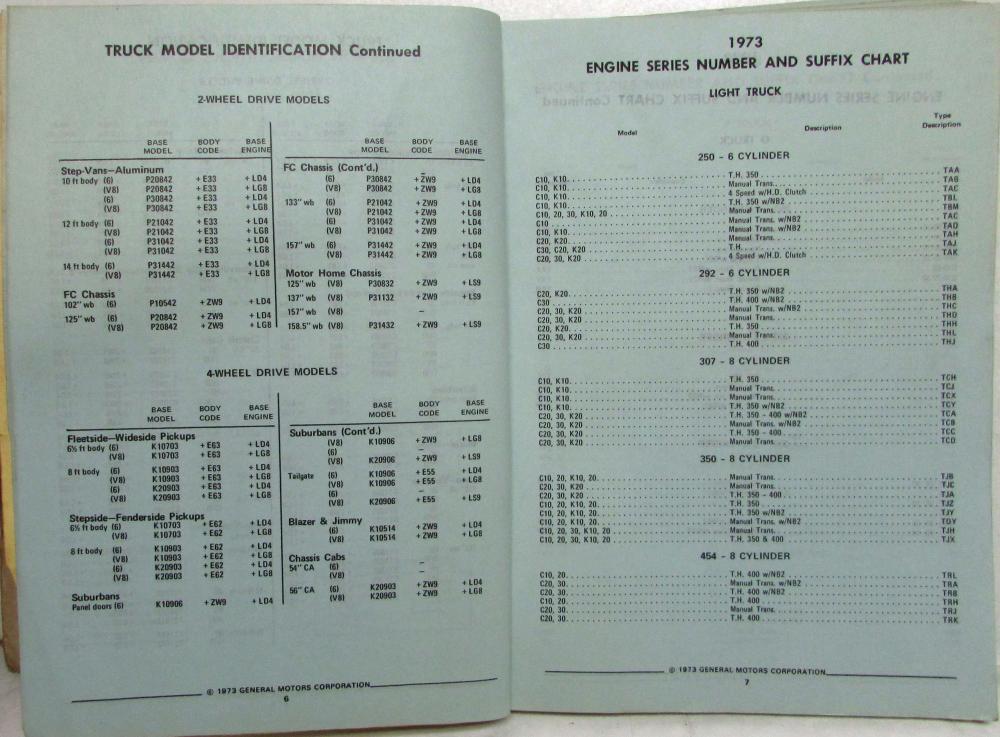 TRUCK MODEL IDENTIFICATION Continued
2-WHEEL DRIVE MODELS
BASE MODEL BODY CODE BASE ENGINE
Step-Vans—Aluminum
10 ft body (6) P20842 + E33 + LD4
(V8) P20842 + E33 + LG8
(6) P30842 + E33 + LD4
(V8) P30842 + E33 + LG8
12 ft body (6) P21042 + E33 + LD4
(V8) P21042 + E33 + LG8
(6) P31042 + E33 + LD4
(V8) P31042 + E33 + LG8
14 ft body (6) P31442 + E33 + LD4
(V8) P31442 + E33 + LG8
FC Chassis
102" wb (6) P10542 + ZW9 + LD4
125" wb (6) P20842 + ZW9 + LD4
(V8) P20842 + ZW9 + LG8
BASE MODEL BODY CODE BASE ENGINE
FC Chassis (Cont'd.)
(6) P30842 + ZW9 + LD4
(V8) P30842 + ZW9 + LG8
133" wb (6) P21042 + ZW9 + LD4
(V8) P21042 + ZW9 + LG8
(6) P31042 + ZW9 + LD4
(V8) P31042 + ZW9 + LG8
157" wb (6) P31442 + ZW9 + LD4
(V8) P31442 + ZW9 + LG8
Motor Home Chassis
125" wb (V8) P30832 + ZW9 + LS9
137" wb (V8) P31132 + ZW9 + LS9
157" wb (V8) –
158.5" wb (V8) P31432 + ZW9 + LS9
4-WHEEL DRIVE MODELS
BASE MODEL BODY CODE BASE ENGINE
Fleetside—Wideside Pickups
6½ ft body (6) K10703 + E63 + LD4
(V8) K10703 + E63 + LG8
8 ft body (6) K10903 + E63 + LD4
(V8) K10903 + E63 + LG8
(6) K20903 + E63 + LD4
(V8) K20903 + E63 + LG8
Stepside—Fenderside Pickups
6½ ft body (6) K10703 + E62 + LD4
(V8) K10703 + E62 + LG8
8 ft body (6) K10903 + E62 + LD4
(V8) K10903 + E62 + LG8
(6) K20903 + E62 + LD4
(V8) K20903 + E62 + LG8
Suburbans
Panel doors (6) K10906 + ZW9 + LD4
BASE MODEL BODY CODE BASE ENGINE
Suburbans (Cont'd.)
(V8) K10906 + ZW9 + LG8
(6) –
(V8) K20906 + ZW9 + LS9
Tailgate (6) K10906 + E55 + LD4
(V8) K10906 + E55 + LG8
(6) –
(V8) K20906 + E55 + LS9
Blazer & Jimmy
(6) K10514 + ZW9 + LD4
(V8) K10514 + ZW9 + LG8
Chassis Cabs
54" CA (6) –
(V8) –
56" CA (6) K20903 + ZW9 + LD4
(V8) K20903 + ZW9 + LG8
© 1973 GENERAL MOTORS CORPORATION
6
1973
ENGINE SERIES NUMBER AND SUFFIX CHART
LIGHT TRUCK
Model Description Type Description
250 - 6 CYLINDER
C10, K10 T.H. 350 TAA
C10, K10 Manual Trans. TAB
C10, K10 4 Speed w/H.D. Clutch TAC
C10, K10 T.H. 350 w/NB2 TBL
C10, 20, 30, K10, 20 Manual Trans. TBM
C10 Manual Trans. w/NB2 TAC
C10, K10 Manual Trans. w/NB2 TAD
C20, K20 Manual Trans. TAH
C30, C20, K20 T.H. TAJ
C20, 30, K20 4 Speed w/H.D. Clutch TAK
292 - 6 CYLINDER
C20, K20 T.H. 350 w/NB2 THA
C30 T.H. 400 w/NB2 THB
C20, 30, K20 Manual Trans. w/NB2 THC
C20, 30, K20 Manual Trans. THD
C20, K20 T.H. 350 THH
C20, 30, K20 Manual Trans. THL
C30 T.H. 400 THJ
307 - 8 CYLINDER
C10, K10 T.H. 350 TCH
C10, K10 Manual Trans. TCJ
C10, K10 Manual Trans. TCX
C10, K10 T.H. 350 w/NB2 TCY
C20, 30, K20 T.H. 350 - 400 w/NB2 TCA
C20, 30, K20 Manual Trans. w/NB2 TCB
C20, 30, K20 T.H. 350 - 400 TCC
C20, 30, K20 Manual Trans. TCD
350 - 8 CYLINDER
C10, 20, K10, 20 Manual Trans. TJB
C20, 30, K20 Manual Trans. TJC
C20, 30, K20 T.H. 350 - 400 TJA
C10, 20, K10, 20 T.H. 350 TJZ
C10, 20, K10, 20 T.H. 350 w/NB2 TJY
C10, 20, K10, 20 Manual Trans. w/NB2 TDY
C10, 20, 30, K10, 20 Manual Trans. TJH
C10, 20, 30, K10, 20 T.H. 350 & 400 TJX
454 - 8 CYLINDER
C10, 20 T.H. 400 w/NB2 TRL
C20, 30 Manual Trans. w/NB2 TRA
C20, 30 T.H. 400 w/NB2 TRB
C10, 20 T.H. 400 TRH
C20, 30 Manual Trans. TRJ
C20, 30 T.H. 400 TRK
© 1973 GENERAL MOTORS CORPORATION
7